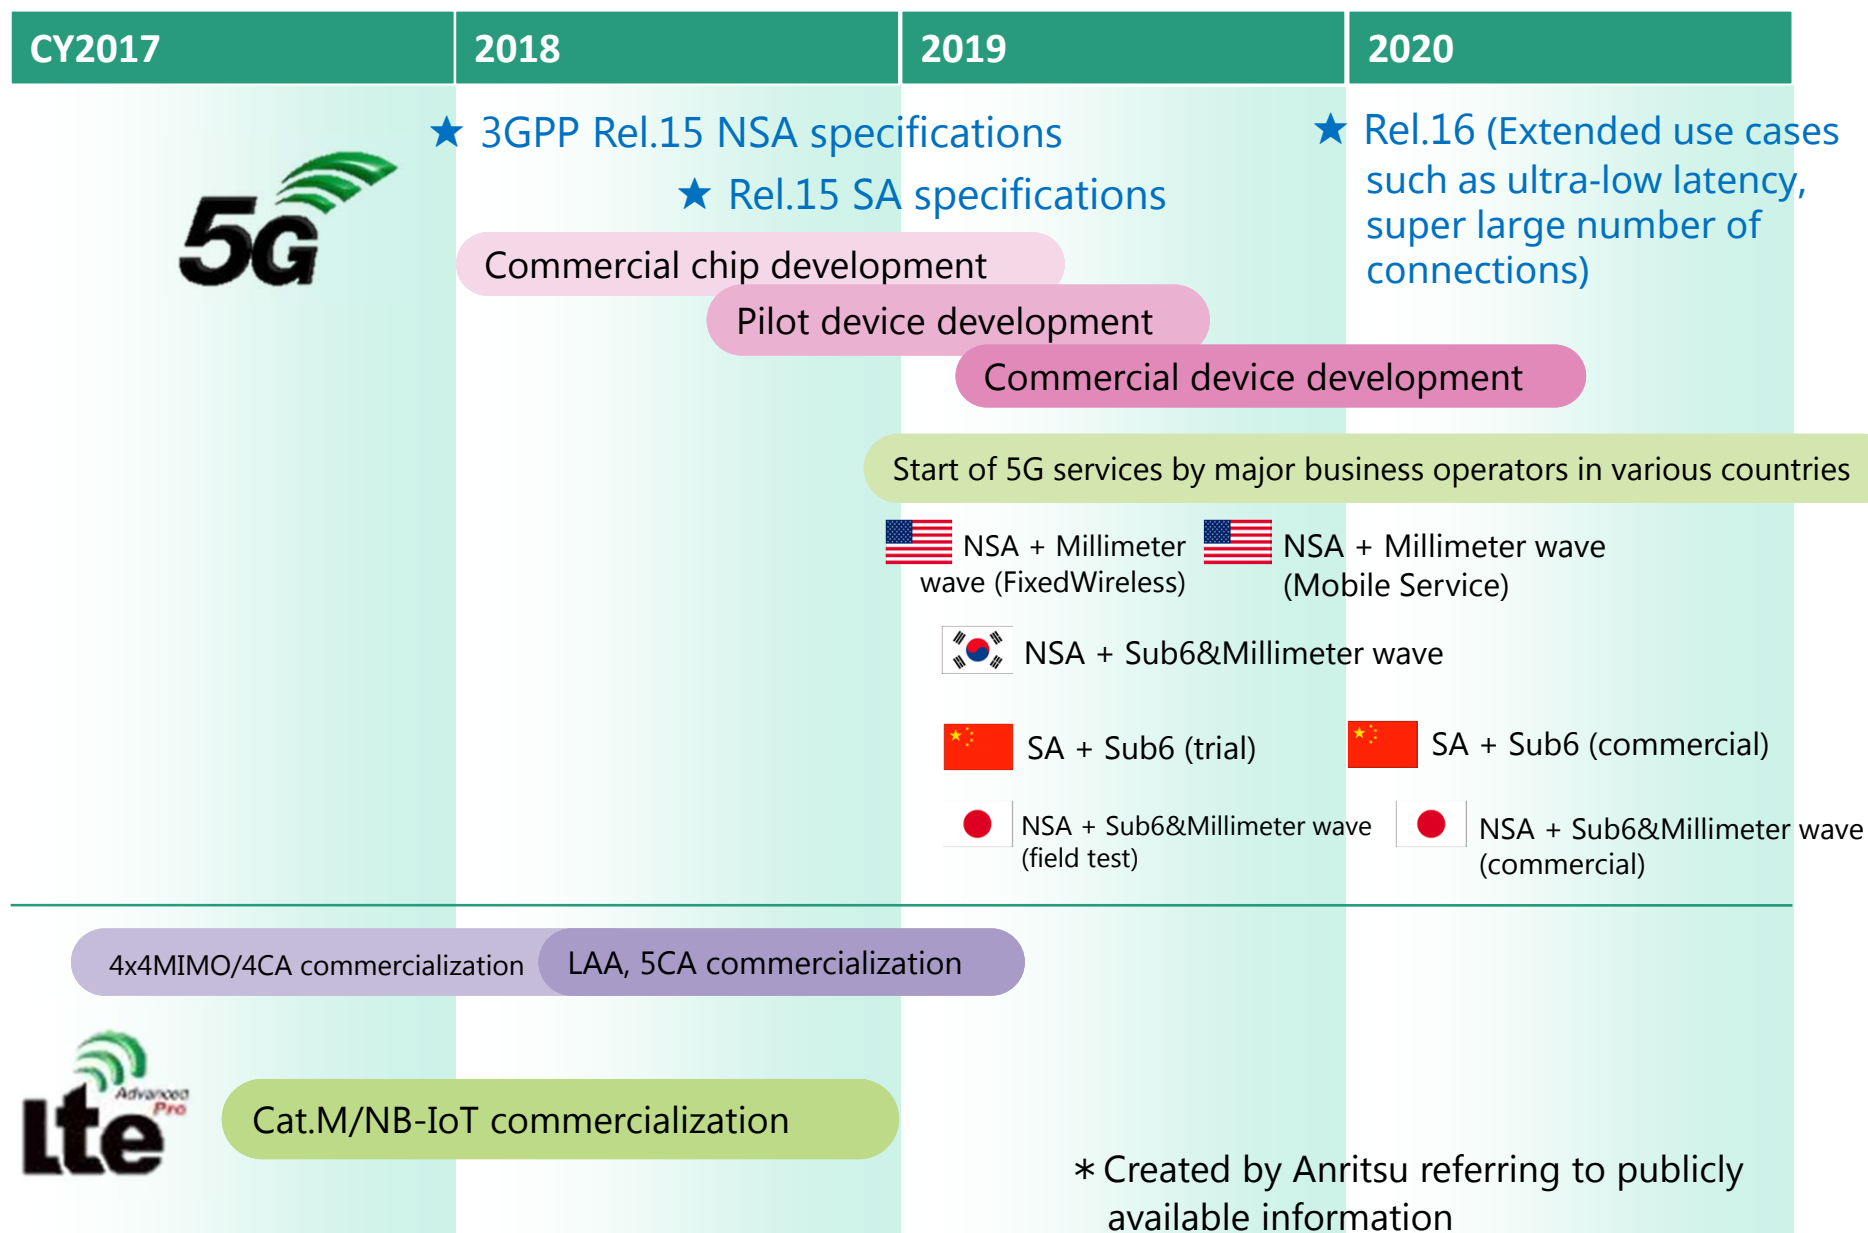 CY2017
2018
2019
2020
5G
★ 3GPP Rel.15 NSA specifications
★ Rel.15 SA specifications
★ Rel.16 (Extended use cases
such as ultra-low latency,
super large number of
connections)
Commercial chip development
Pilot device development
Commercial device development
Start of 5G services by major business operators in various countries
NSA + Millimeter
wave (FixedWireless)
NSA + Millimeter wave
(Mobile Service)
NSA + Sub6&Millimeter wave
SA + Sub6 (trial)
SA + Sub6 (commercial)
NSA + Sub6&Millimeter wave
(field test)
NSA + Sub6&Millimeter wave
(commercial)
4x4MIMO/4CA commercialization
LAA, 5CA commercialization
Lte
Advanced
Pro
Cat.M/NB-IoT commercialization
* Created by Anritsu referring to publicly
available information